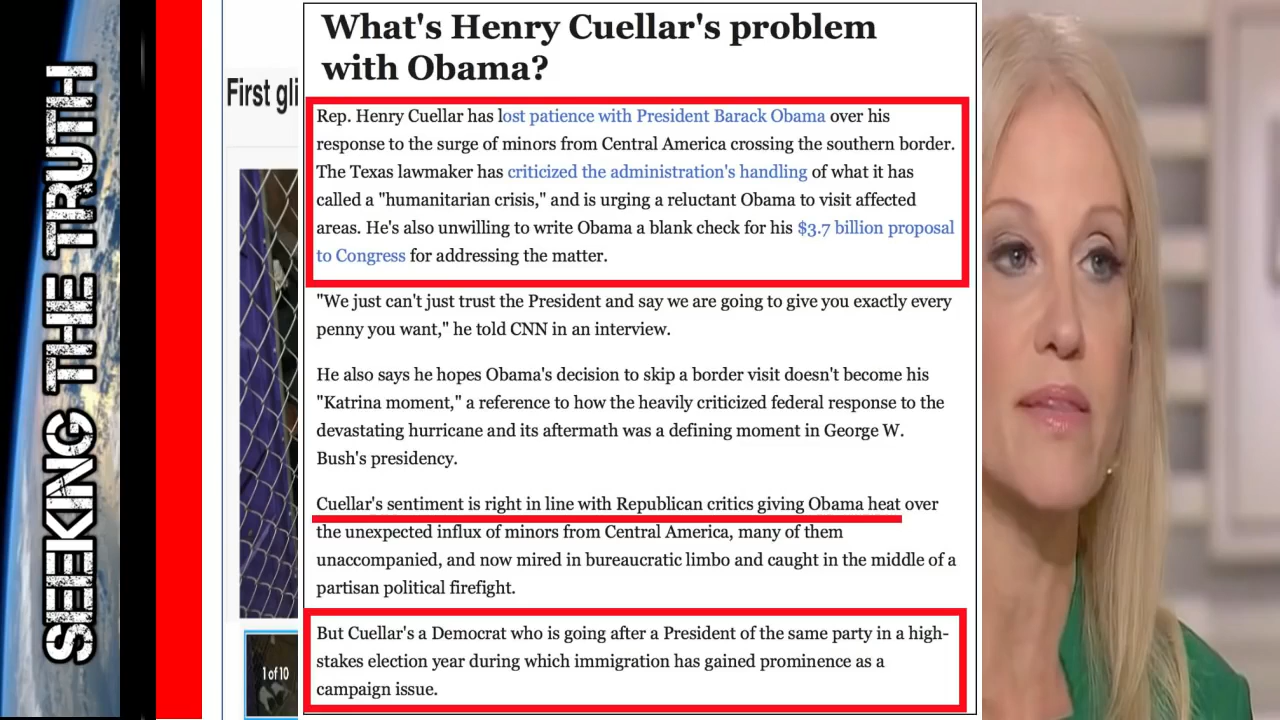 SEEKING THE TRUTH
First gli
1 of 10
What's Henry Cuellar's problem
with Obama?
Rep. Henry Cuellar has lost patience with President Barack Obama over his
response to the surge of minors from Central America crossing the southern border.
The Texas lawmaker has criticized the administration's handling of what it has
called a "humanitarian crisis," and is urging a reluctant Obama to visit affected
areas. He's also unwilling to write Obama a blank check for his $3.7 billion proposal
to Congress for addressing the matter.
"We just can't just trust the President and say we are going to give you exactly every
penny you want," he told CNN in an interview.
He also says he hopes Obama's decision to skip a border visit doesn't become his
"Katrina moment," a reference to how the heavily criticized federal response to the
devastating hurricane and its aftermath was a defining moment in George W.
Bush's presidency.
Cuellar's sentiment is right in line with Republican critics giving Obama heat over
the unexpected influx of minors from Central America, many of them
unaccompanied, and now mired in bureaucratic limbo and caught in the middle of a
partisan political firefight.
But Cuellar's a Democrat who is going after a President of the same party in a high-
stakes election year during which immigration has gained prominence as a
campaign issue.